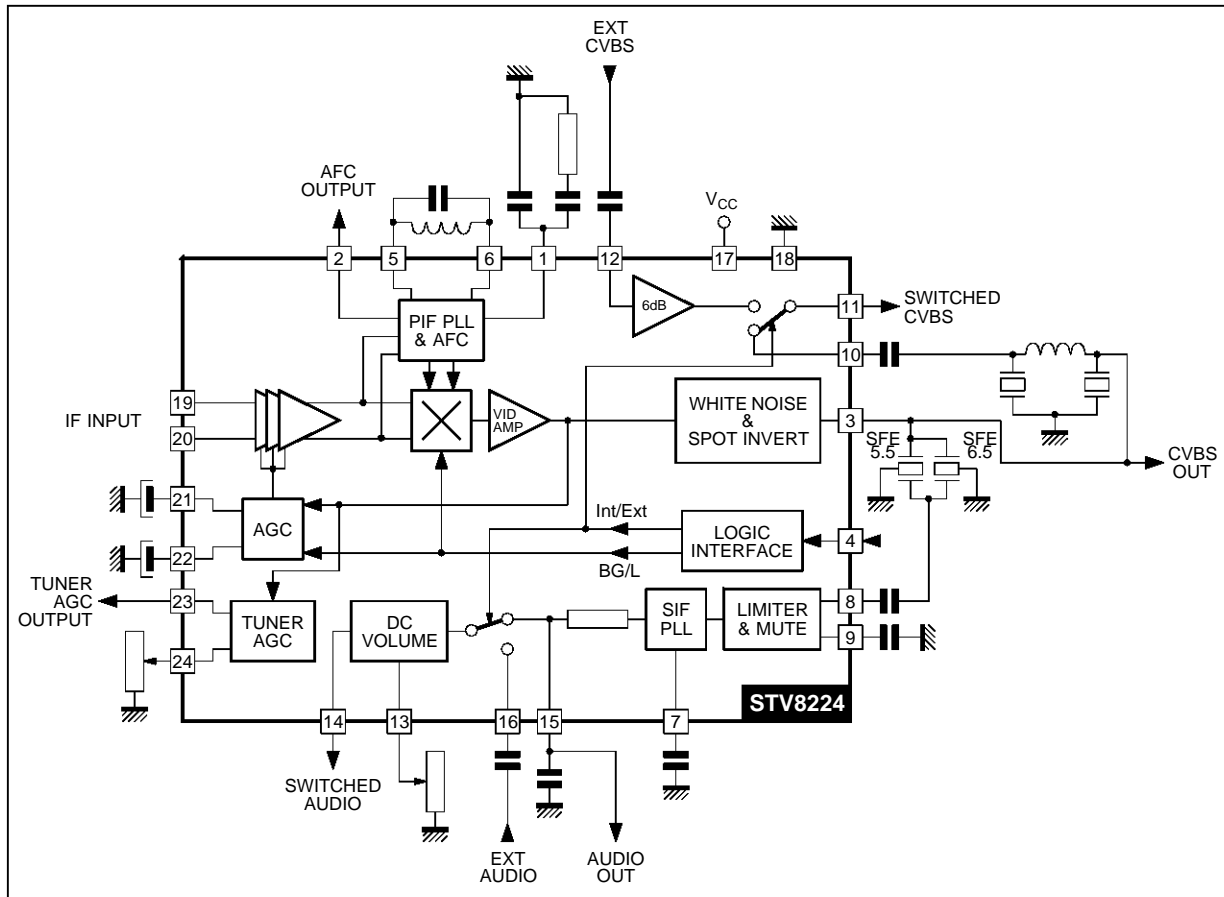 EXT
CVBS
AFC
OUTPUT
VCC
2
5
6
1
12
17
18
6dB
11
SWITCHED
CVBS
PIF PLL
& AFC
10
19
IF INPUT
20
VID
AMP
WHITE NOISE
&
SPOT INVERT
3
SFE
5.5
SFE
6.5
CVBS
OUT
21
AGC
Int/Ext
LOGIC
INTERFACE
4
22
BG/L
TUNER
AGC
OUTPUT
23
TUNER
AGC
DC
VOLUME
SIF
PLL
LIMITER
& MUTE
8
9
24
STV8224
14
13
16
15
7
SWITCHED
AUDIO
EXT
AUDIO
AUDIO
OUT